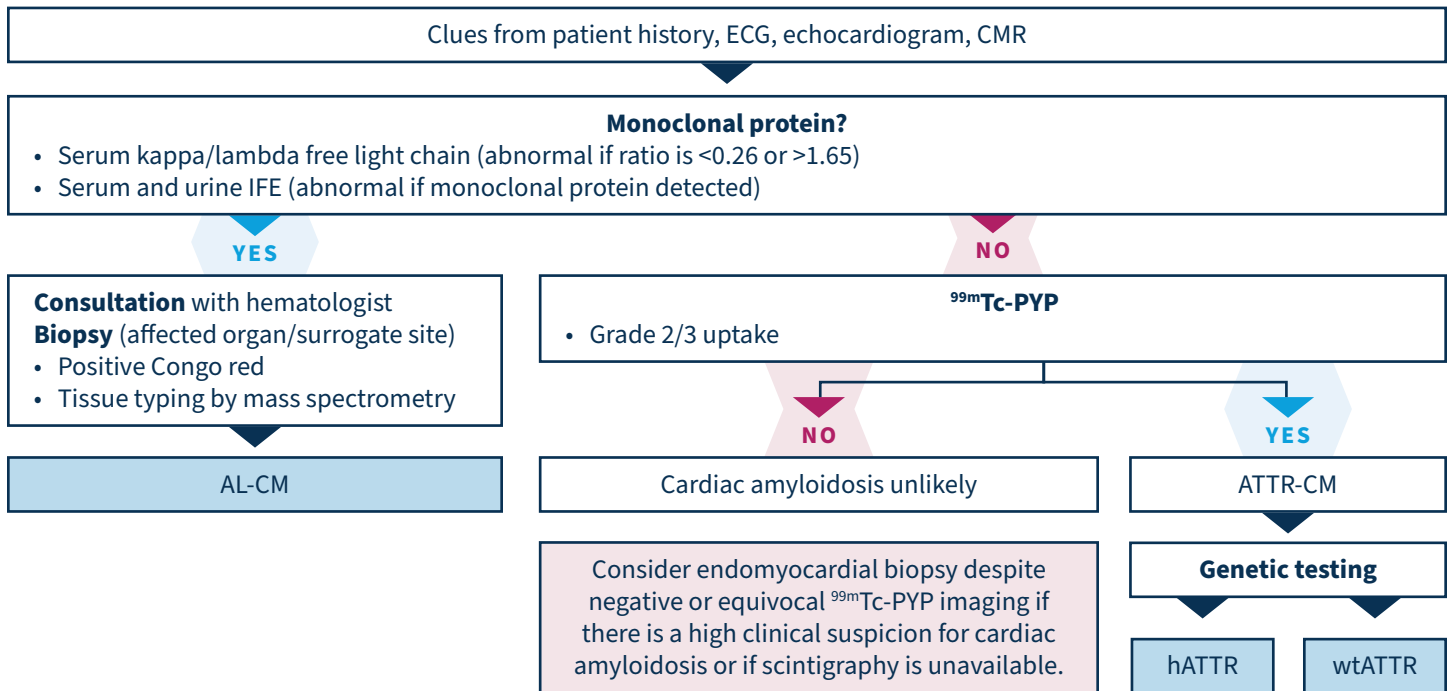 Clues from patient history, ECG, echocardiogram, CMR
Monoclonal protein?
• Serum kappa/lambda free light chain (abnormal if ratio is <0.26 or >1.65)
• Serum and urine IFE (abnormal if monoclonal protein detected)
YES
NO
Consultation with hematologist
Biopsy (affected organ/surrogate site)
• Positive Congo red
• Tissue typing by mass spectrometry
99mTc-PYP
• Grade 2/3 uptake
NO
YES
AL-CM
Cardiac amyloidosis unlikely
ATTR-CM
Consider endomyocardial biopsy despite
negative or equivocal 99mTc-PYP imaging if
there is a high clinical suspicion for cardiac
amyloidosis or if scintigraphy is unavailable.
Genetic testing
hATTR
wtATTR